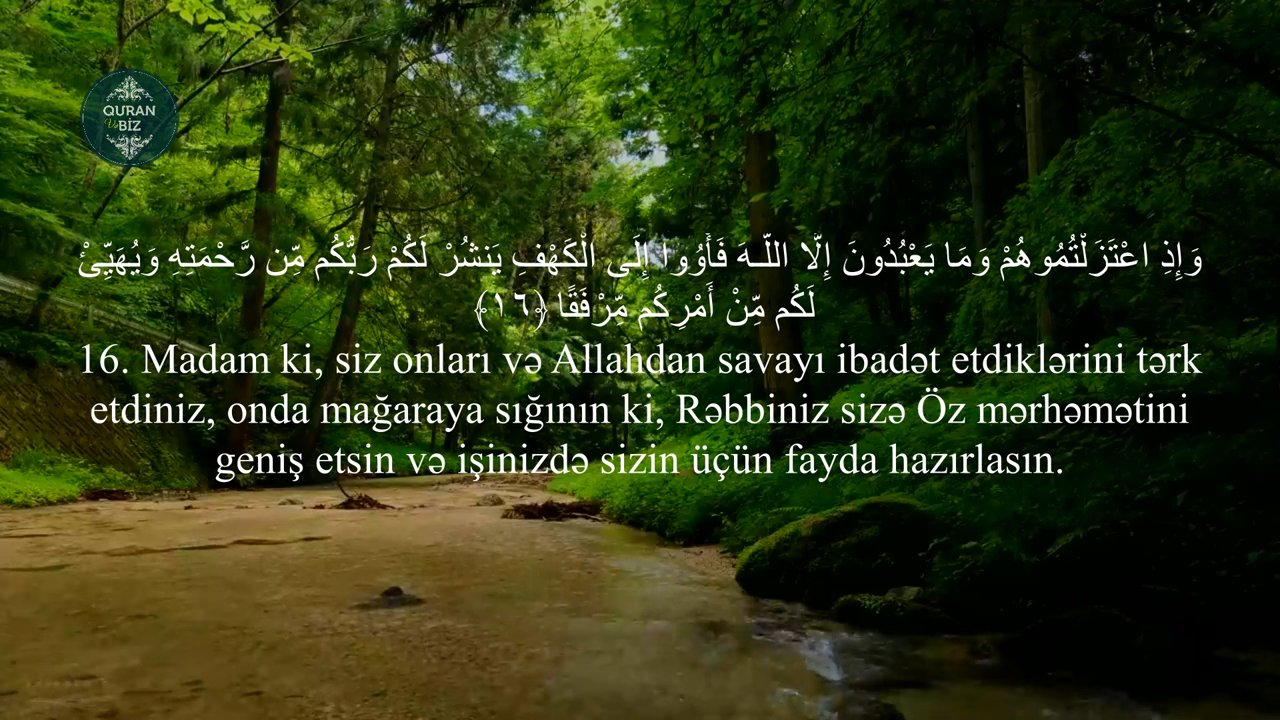 QURAN
Və BİZ
وَإِذِ اعْتَزَلْتُمُوهُمْ وَمَا يَعْبُدُونَ إِلَّا اللَّـهَ فَأْوُوا إِلَى الْكَهْفِ يَنشُرْ لَكُمْ رَبُّكُم مِّن رَّحْمَتِهِ وَيُهَيِّئْ
لَكُم مِّنْ أَمْرِكُم مِّرْفَقًا ﴿١٦﴾
16. Madam ki, siz onları və Allahdan savayı ibadət etdiklərini tərk
etdiniz, onda mağaraya sığının ki, Rəbbiniz sizə Öz mərhəmətini
geniş etsin və işinizdə sizin üçün fayda hazırlasın.